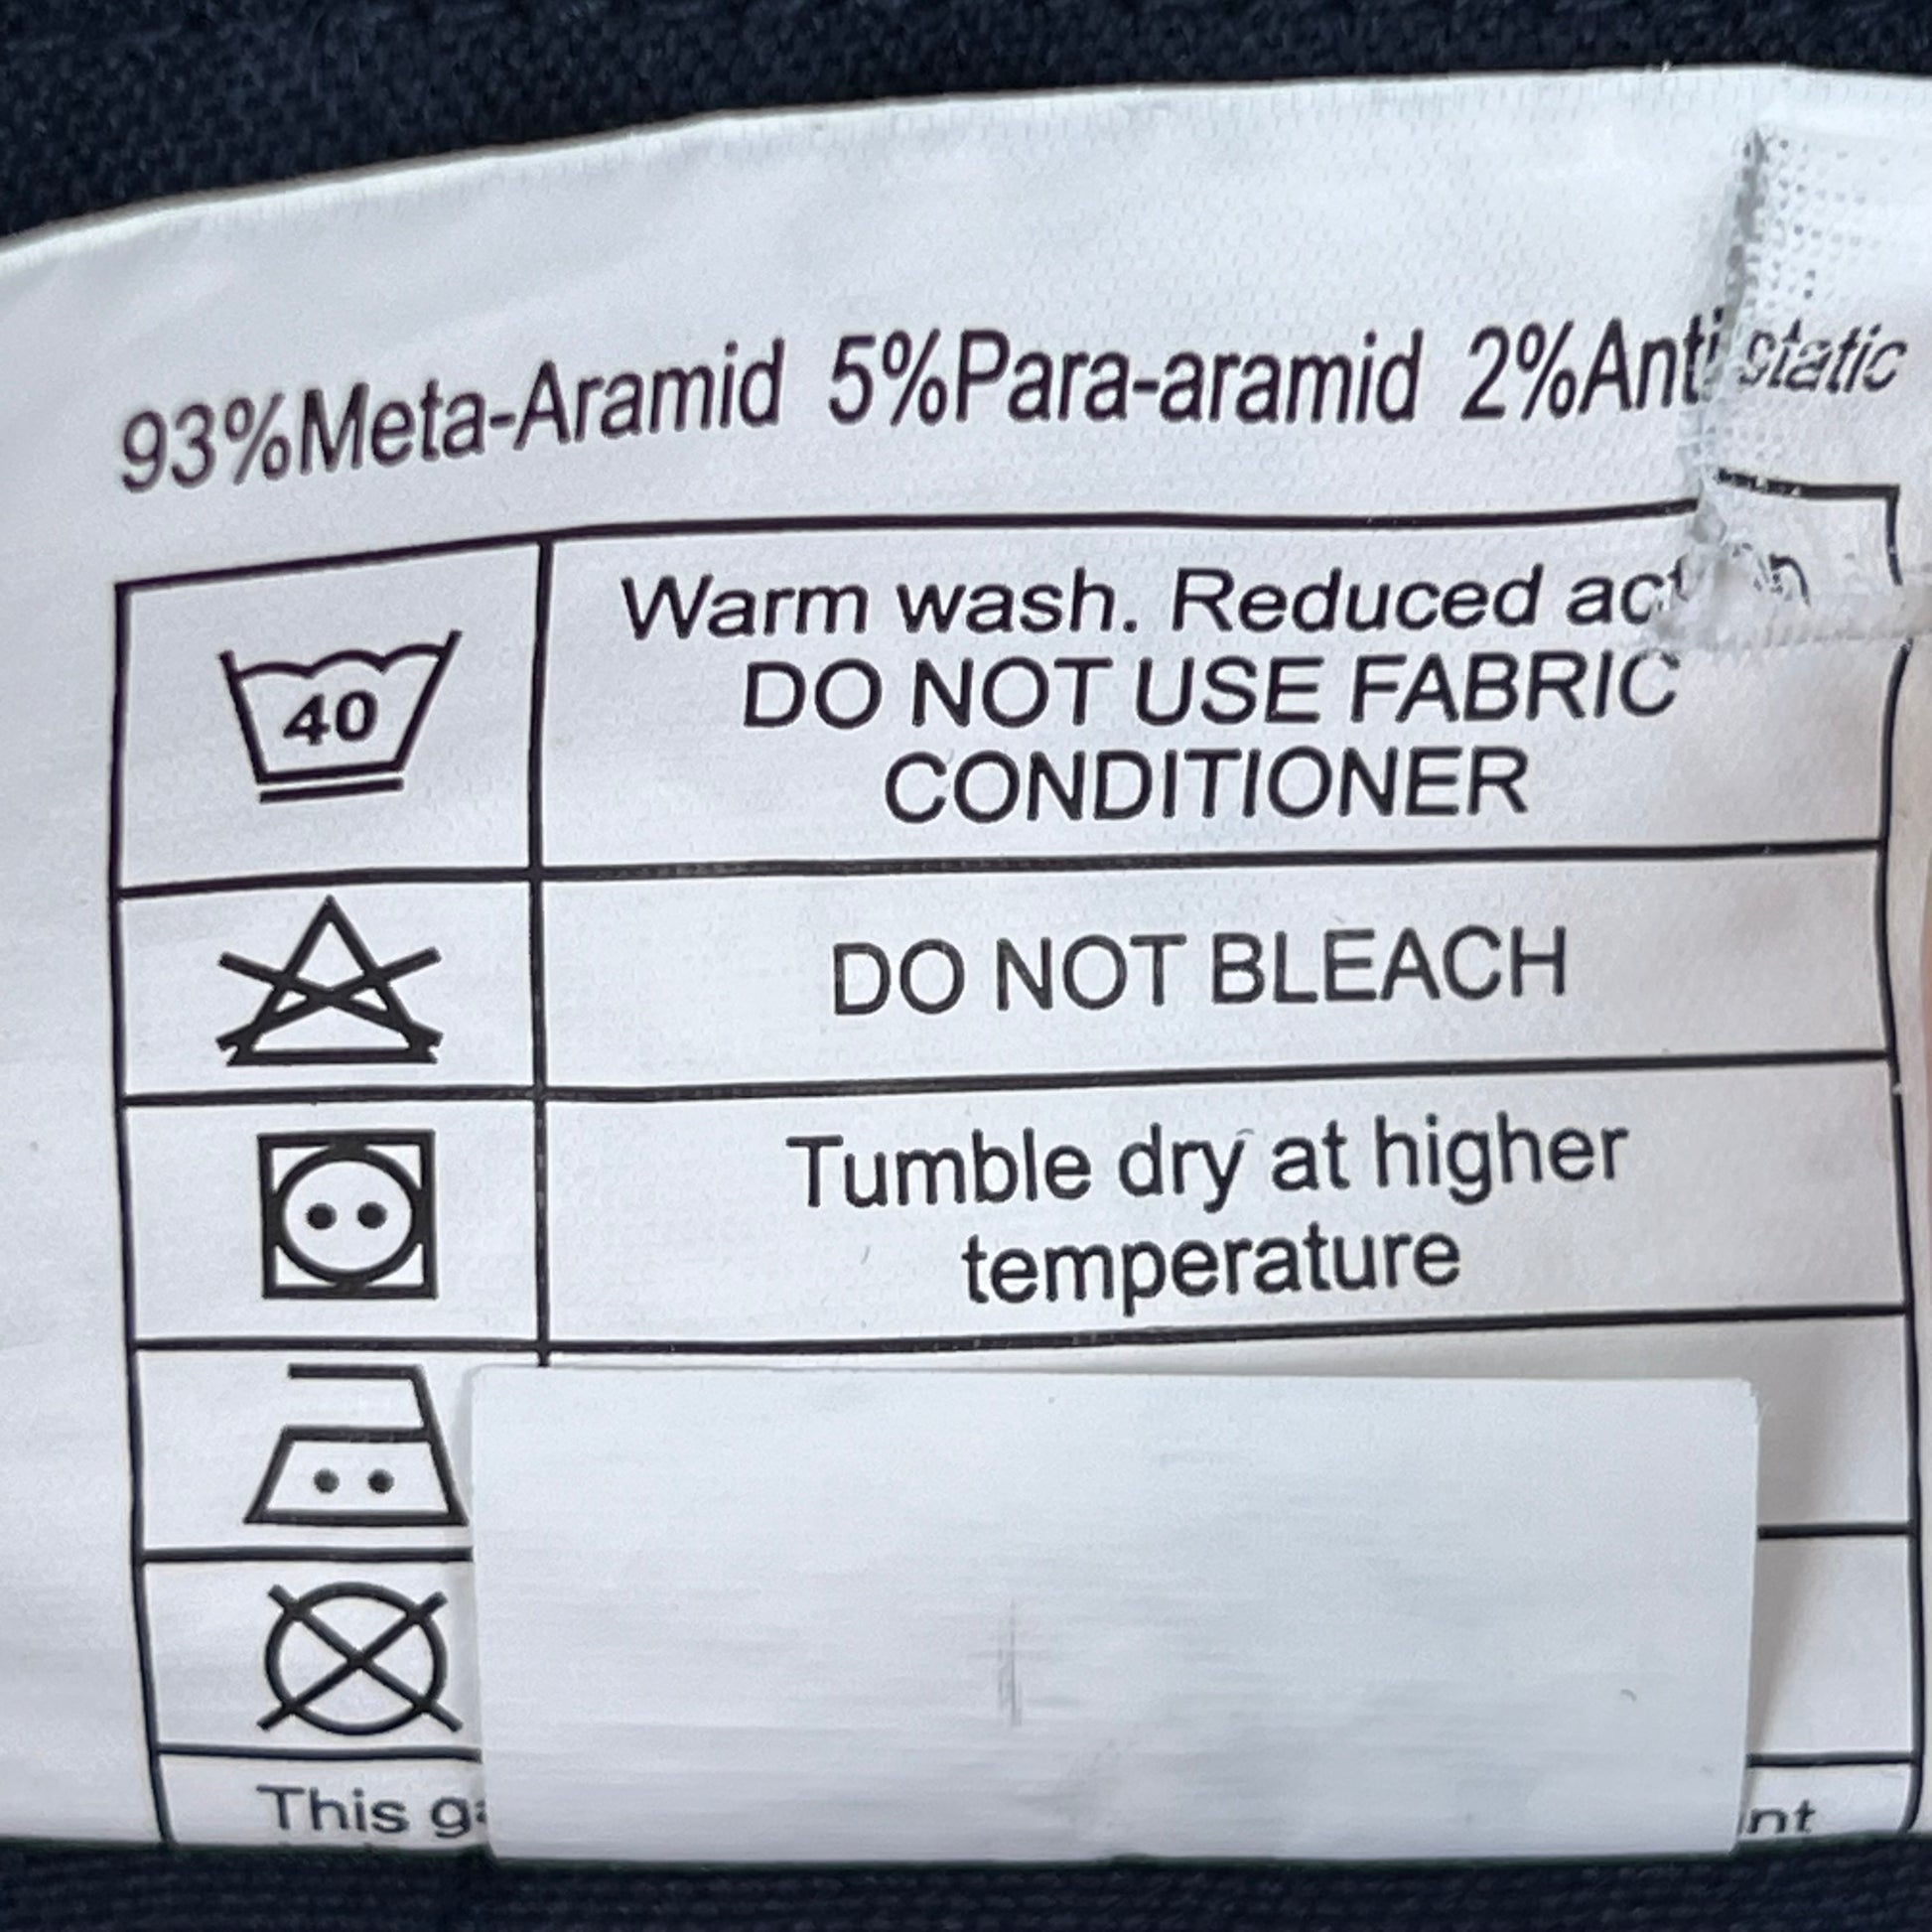 93%Meta-Aramid 5%Para-aramid 2%Anti static
40
Warm wash. Reduced action
DO NOT USE FABRIC
CONDITIONER
DO NOT BLEACH
Tumble dry at higher
temperature
This